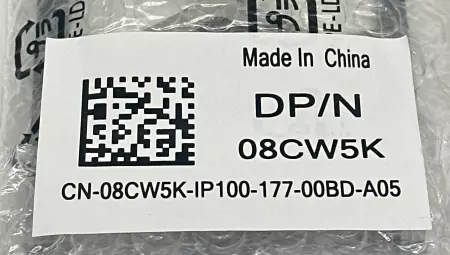 Made In China
DP/N
08CW5K
CN-08CW5K-IP100-177-00BD-A05